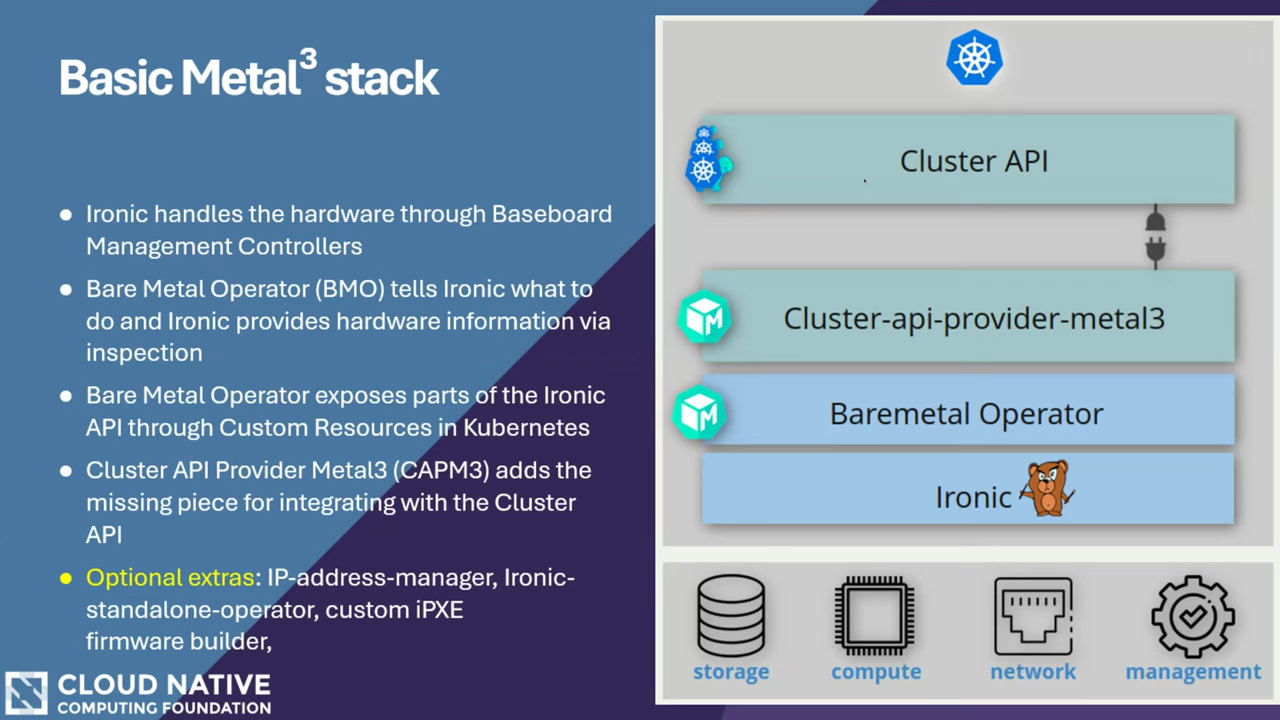 Basic Metal³ stack
● Ironic handles the hardware through Baseboard
Management Controllers
● Bare Metal Operator (BMO) tells Ironic what to
do and Ironic provides hardware information via
inspection
● Bare Metal Operator exposes parts of the Ironic
API through Custom Resources in Kubernetes
● Cluster API Provider Metal3 (CAPM3) adds the
missing piece for integrating with the Cluster
API
● Optional extras: IP-address-manager, Ironic-
standalone-operator, custom iPXE
firmware builder,
CLOUD NATIVE
COMPUTING FOUNDATION
Cluster API
M
Cluster-api-provider-metal3
M
Baremetal Operator
Ironic
storage
compute
network
management